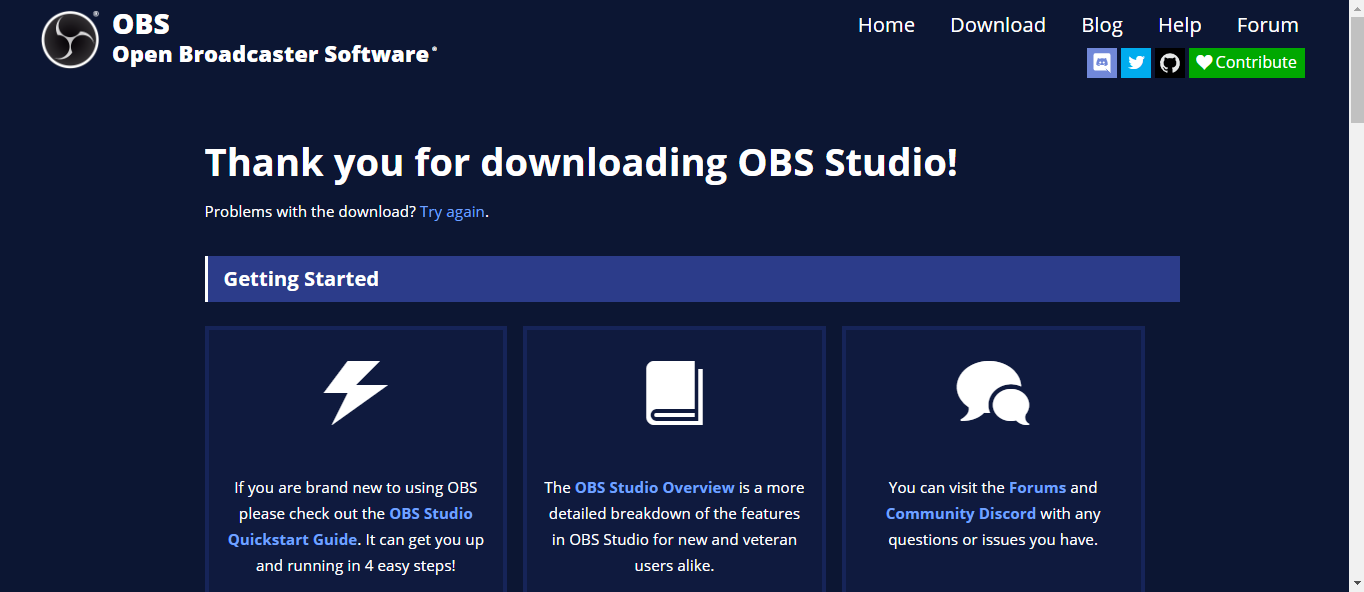 OBS
Open Broadcaster Software®
Home Download Blog Help Forum
Contribute
Thank you for downloading OBS Studio!
Problems with the download? Try again.
Getting Started
If you are brand new to using OBS
please check out the OBS Studio
Quickstart Guide. It can get you up
and running in 4 easy steps!
The OBS Studio Overview is a more
detailed breakdown of the features
in OBS Studio for new and veteran
users alike.
You can visit the Forums and
Community Discord with any
questions or issues you have.